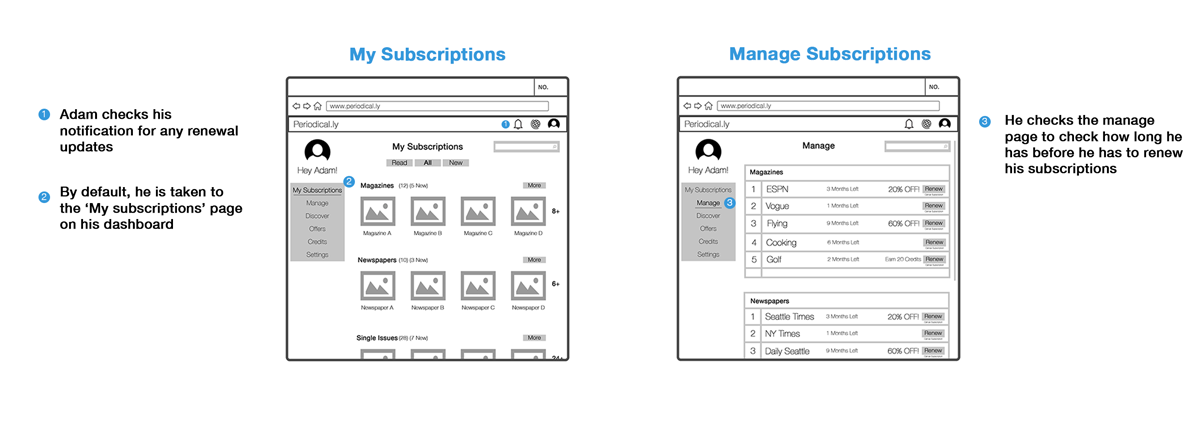 My Subscriptions
Manage Subscriptions
1 Adam checks his
notification for any renewal
updates
2 By default, he is taken to
the ‘My subscriptions’ page
on his dashboard
NO.
www.periodical.ly
Periodical.ly
1
My Subscriptions
Read All New
Hey Adam!
2
My Subscriptions
Manage
Discover
Offers
Credits
Settings
Magazines (12) (5 New) More
8+
Magazine A Magazine B Magazine C Magazine D
Newspapers (10) (3 New) More
6+
Newspaper A Newspaper B Newspaper C Newspaper D
Single Issues (28) (7 New) More
24+
NO.
www.periodical.ly
Periodical.ly
Manage
Hey Adam!
My Subscriptions
Manage 3
Discover
Offers
Credits
Settings
Magazines
1 ESPN 3 Months Left 20% OFF! Renew
2 Vogue 1 Months Left Renew
3 Flying 9 Months Left 60% OFF! Renew
4 Cooking 6 Months Left Renew
5 Golf 2 Months Left Earn 20 Credits Renew
Newspapers
1 Seattle Times 3 Months Left 20% OFF! Renew
2 NY Times 1 Months Left Renew
3 Daily Seattle 9 Months Left 60% OFF! Renew
3 He checks the manage
page to check how long he
has before he has to renew
his subscriptions